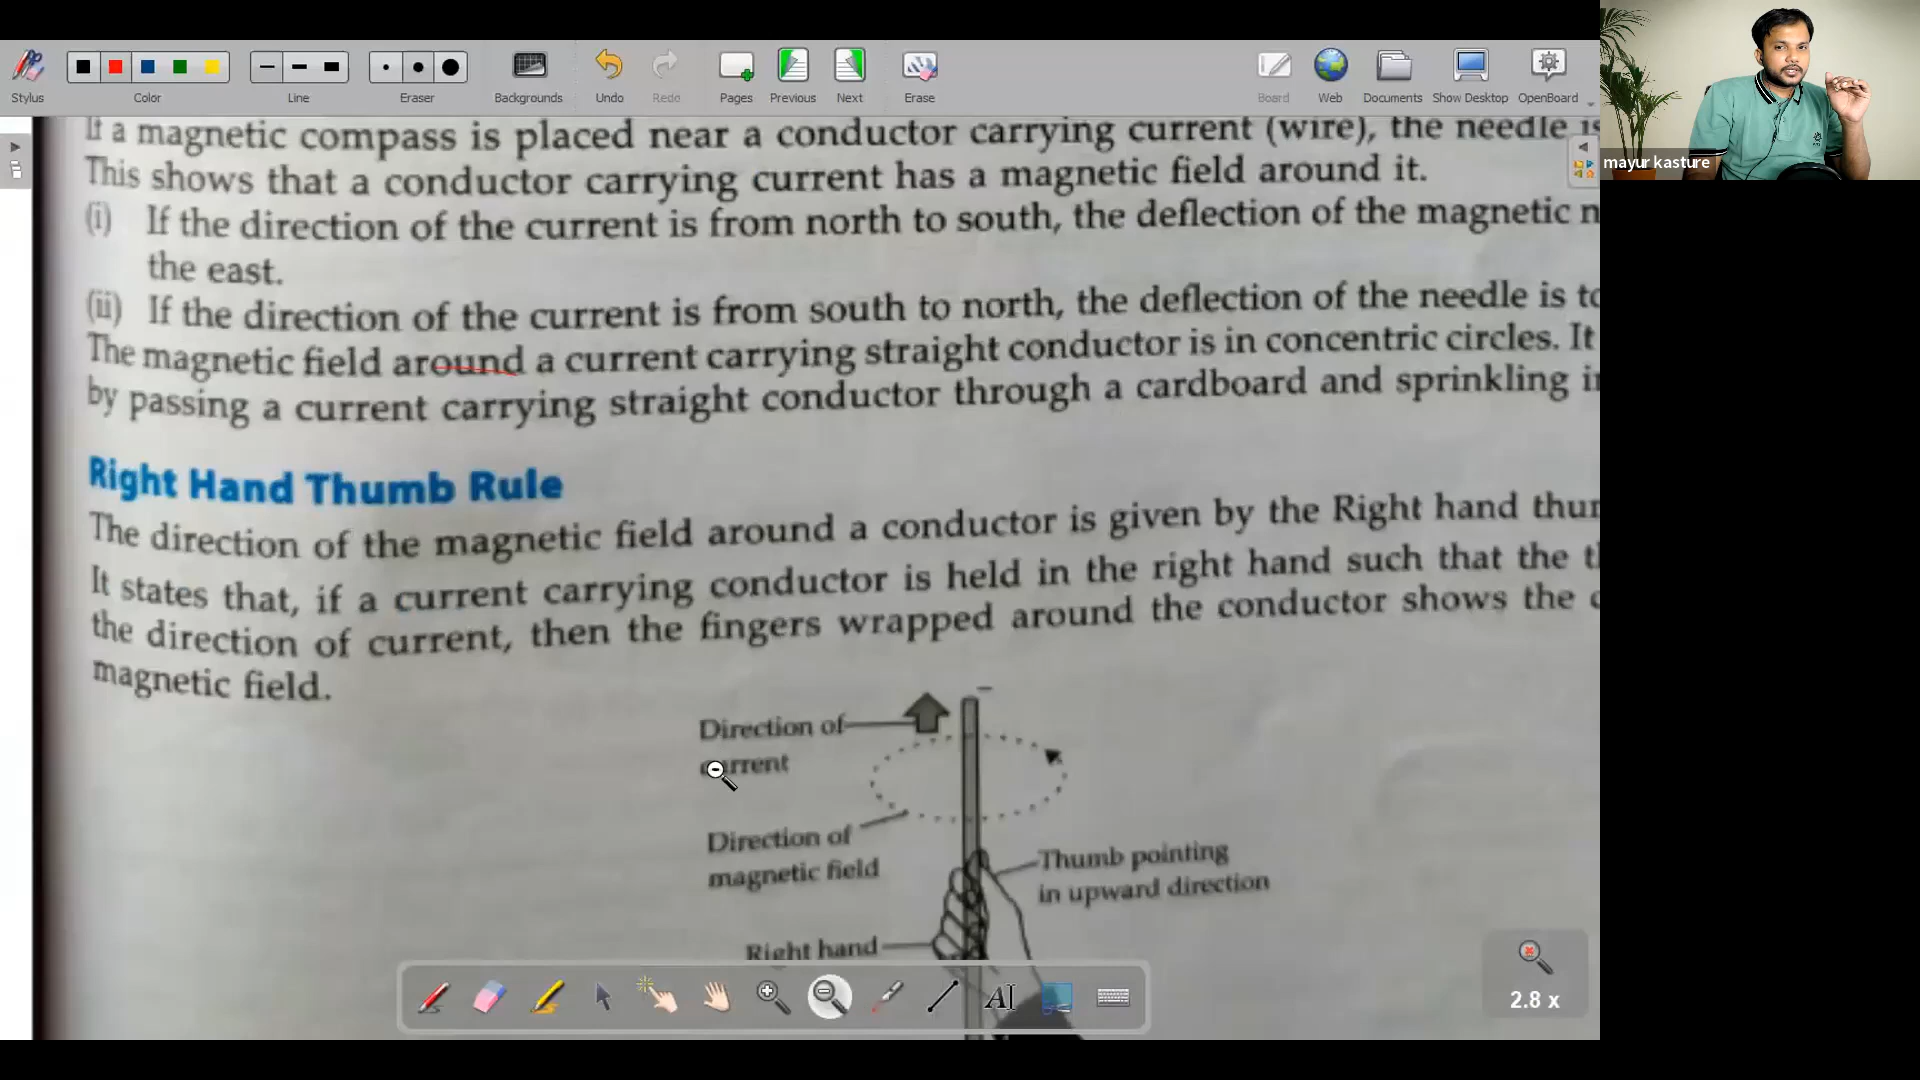 Stylus
Color
Line
Eraser
Backgrounds
Undo
Redo
Pages
Previous
Next
Erase
Board
Web
Documents
Show Desktop
OpenBoard
mayur kasture
If a magnetic compass is placed near a conductor carrying current (wire), the needle is
This shows that a conductor carrying current has a magnetic field around it.
(i) If the direction of the current is from north to south, the deflection of the magnetic n
the east.
(ii) If the direction of the current is from south to north, the deflection of the needle is to
The magnetic field around a current carrying straight conductor is in concentric circles. It
by passing a current carrying straight conductor through a cardboard and sprinkling
Right Hand Thumb Rule
The direction of the magnetic field around a conductor is given by the Right hand
It states that, if a current carrying conductor is held in the right hand such that the
the direction of current, then the fingers wrapped around the conductor shows the
magnetic field.
Direction of
current
Direction of
magnetic field
Thumb pointing
in upward direction
Right hand
2.8 x